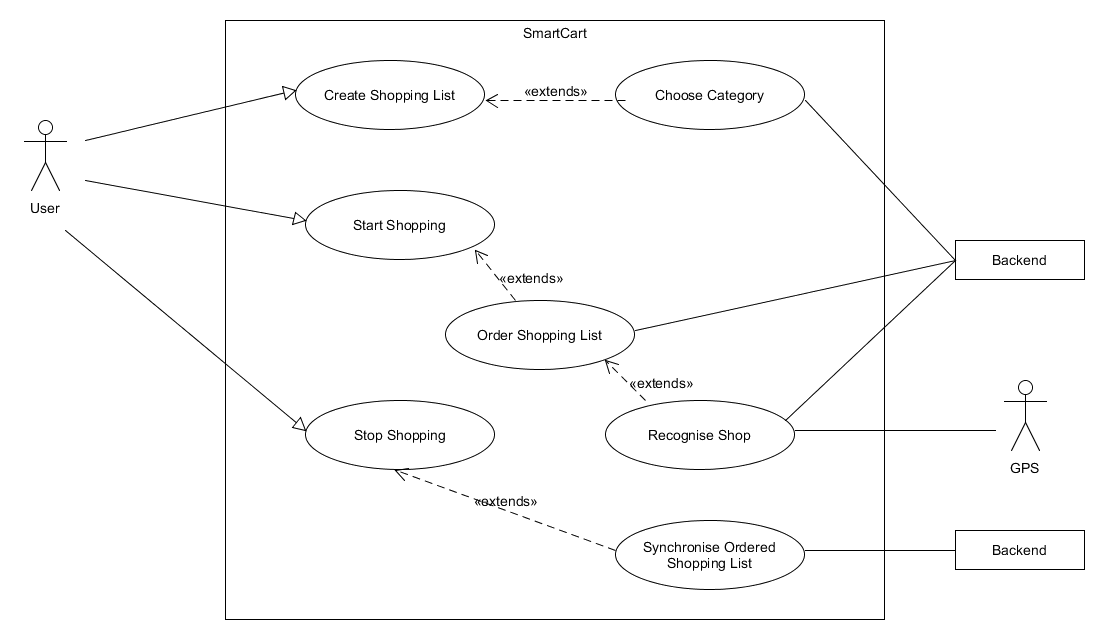 SmartCart
Create Shopping List
«extends»
Choose Category
User
Start Shopping
«extends»
Backend
Order Shopping List
«extends»
Stop Shopping
Recognise Shop
GPS
«extends»
Synchronise Ordered
Shopping List
Backend